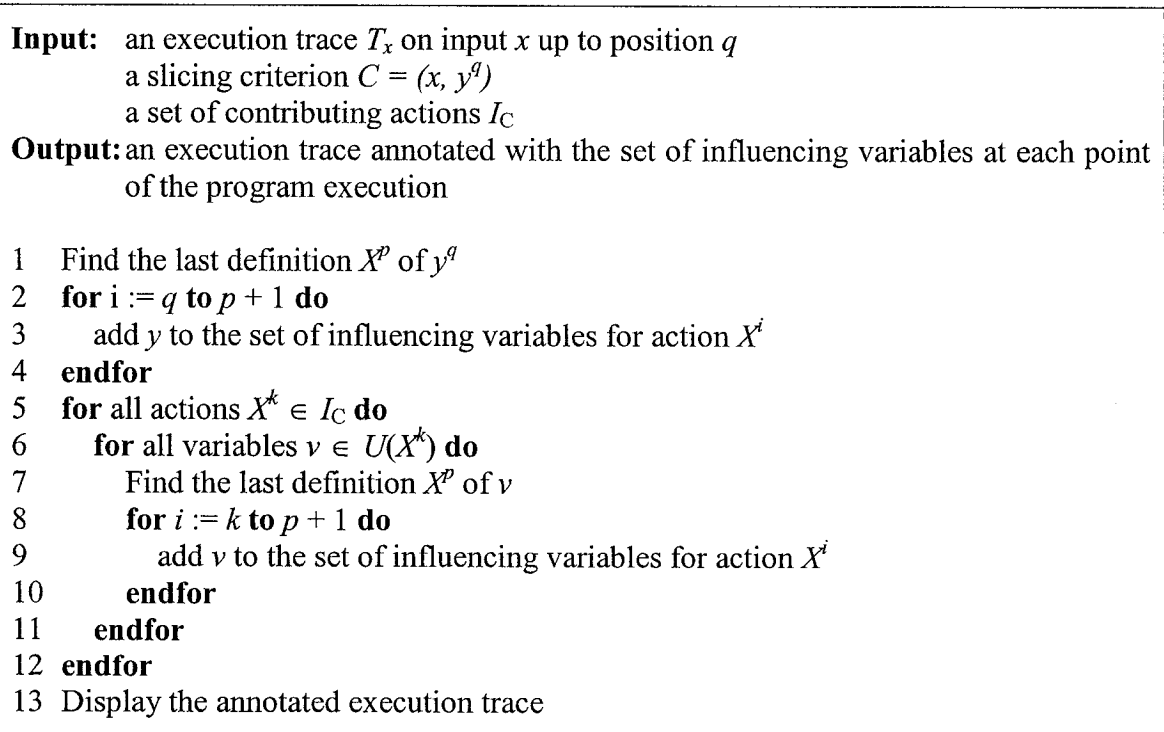 Input: an execution trace Tx on input x up to position q
a slicing criterion C = (x, y^q)
a set of contributing actions I_C
Output: an execution trace annotated with the set of influencing variables at each point
of the program execution
1 Find the last definition X^p of y^q
2 for i := q to p + 1 do
3 add y to the set of influencing variables for action X^i
4 endfor
5 for all actions X^k ∈ I_C do
6 for all variables v ∈ U(X^k) do
7 Find the last definition X^p of v
8 for i := k to p + 1 do
9 add v to the set of influencing variables for action X^i
10 endfor
11 endfor
12 endfor
13 Display the annotated execution trace